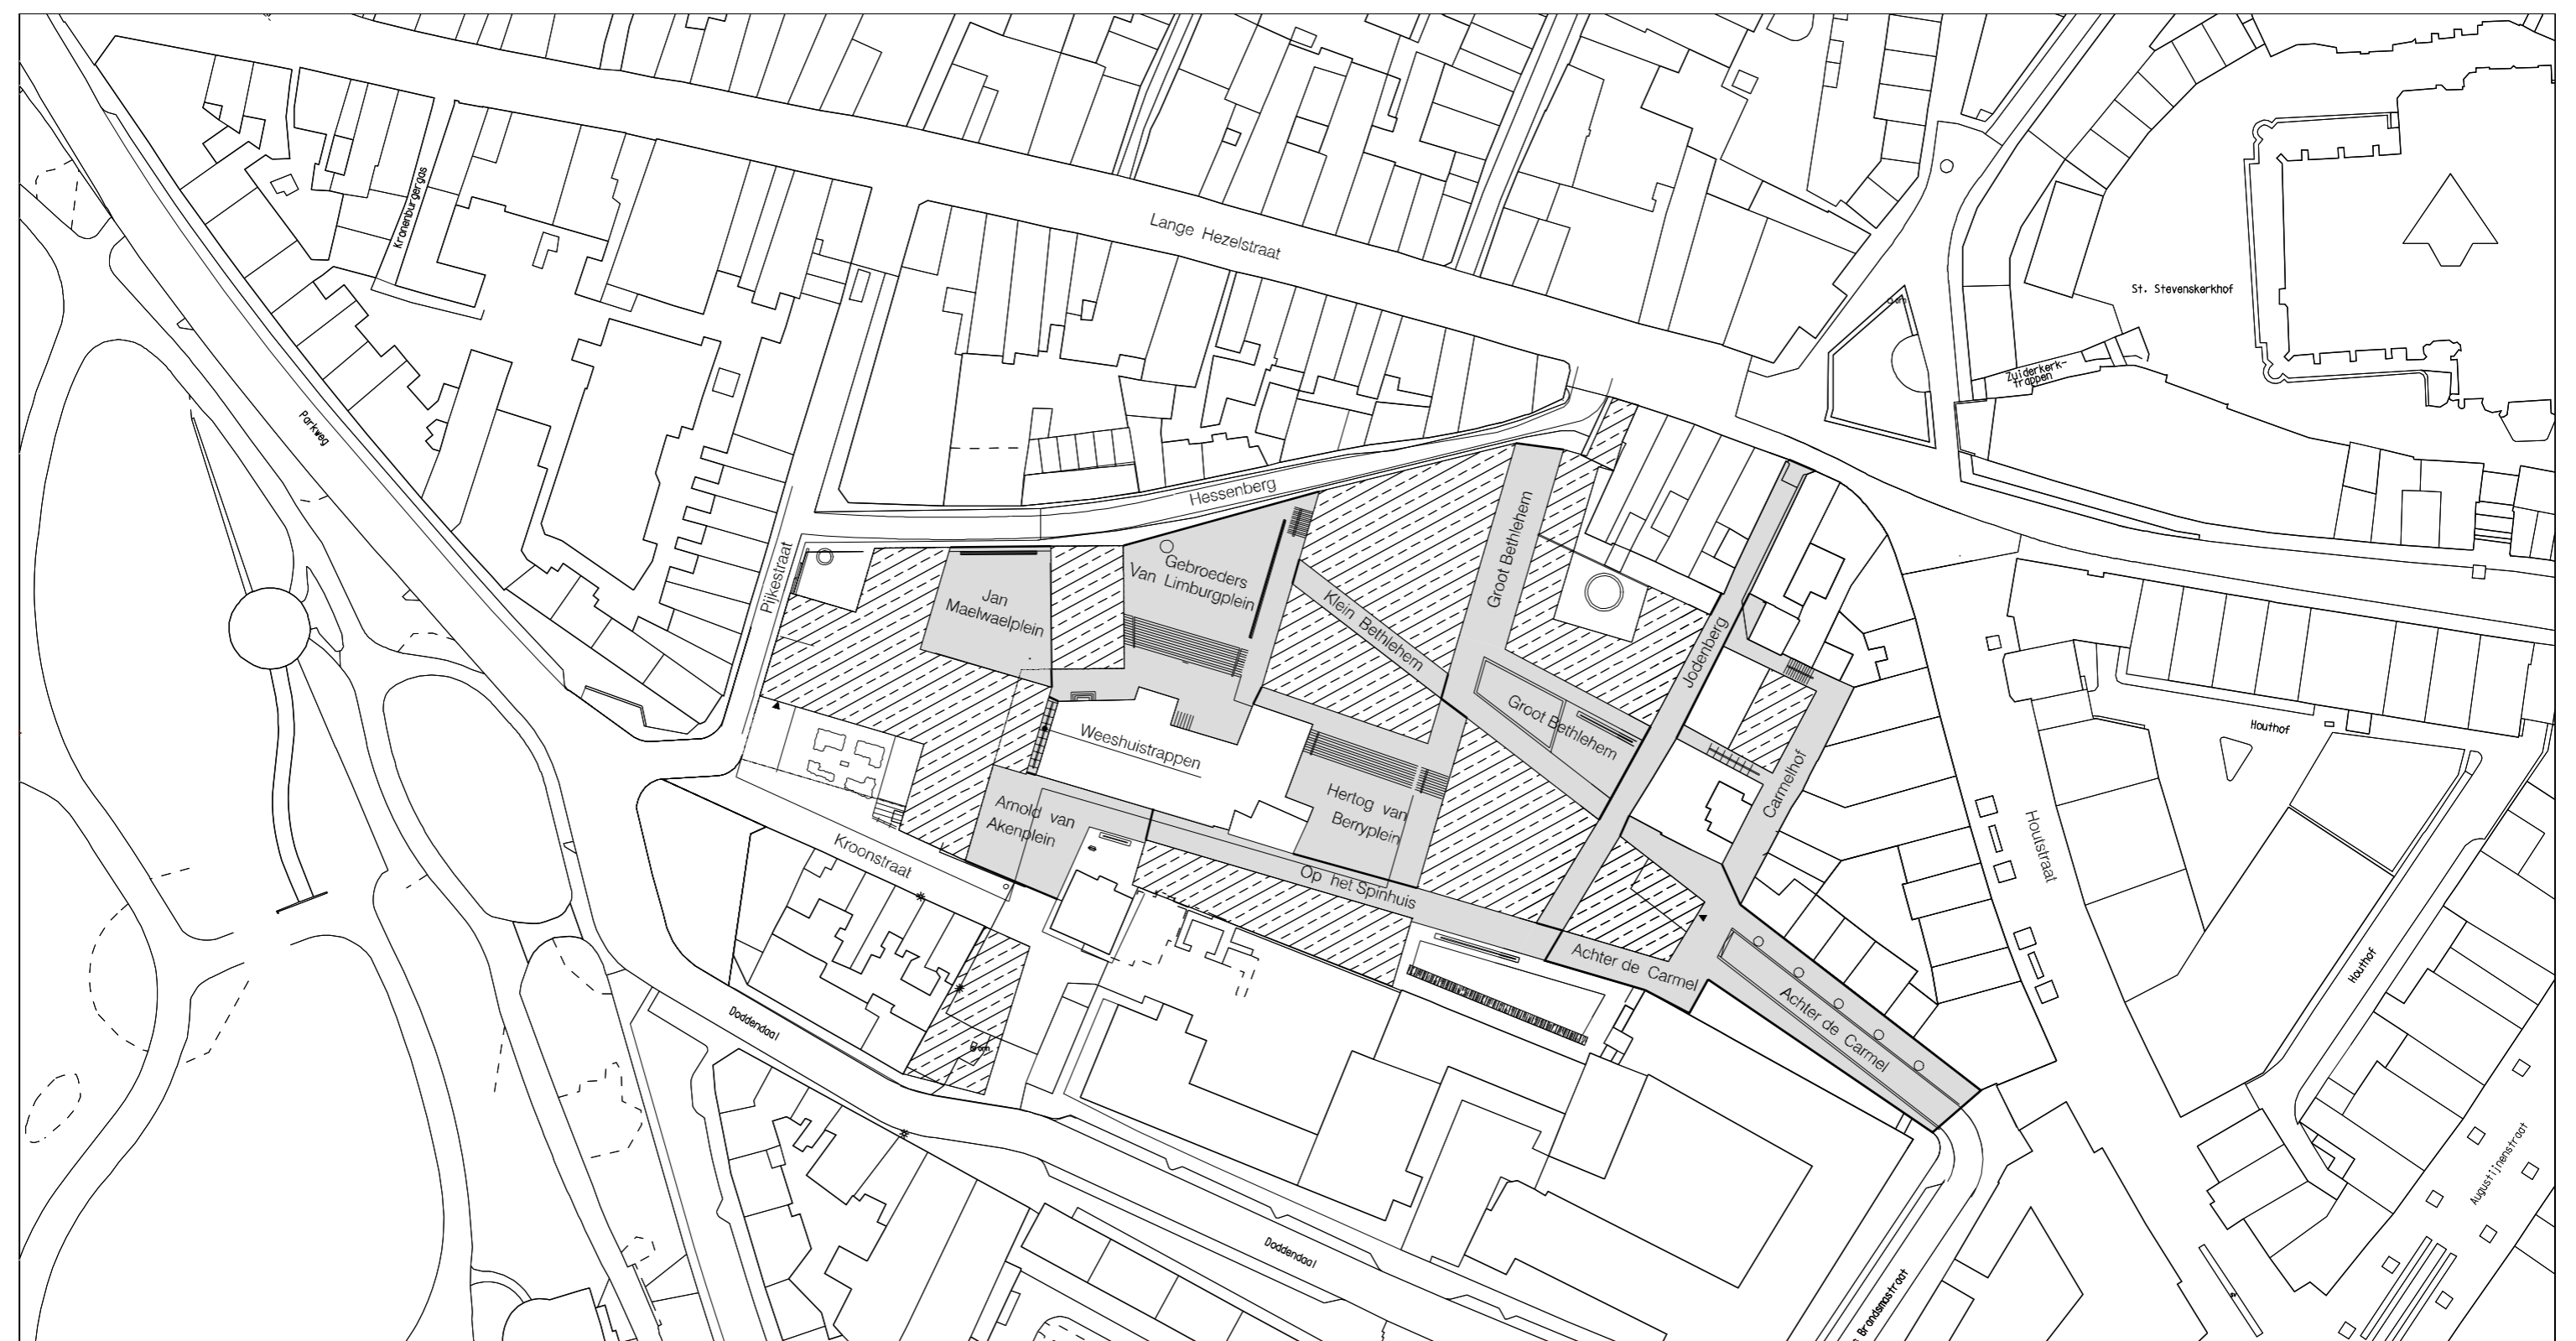 Kronenburgergas
Lange Hezelstraat
St. Stevenskerkhof
Zuiderkerk-
trappen
Parkweg
Hessenberg
Groot Bethlehem
Pijkestraat
Gebroeders
Van Limburgplein
Jan
Maelwaelplein
Klein Bethlehem
Jodenberg
Groot Bethlehem
Weeshuistrappen
Houthof
Carmelhof
Hertog van
Berryplein
Arnold van
Akenplein
Houtstraat
Kroonstraat
Op het Spinhuis
Achter de Carmel
Houthof
Achter de Carmel
Doddendaal
Augustijnenstraat
Doddendaal
Brandsmastraat